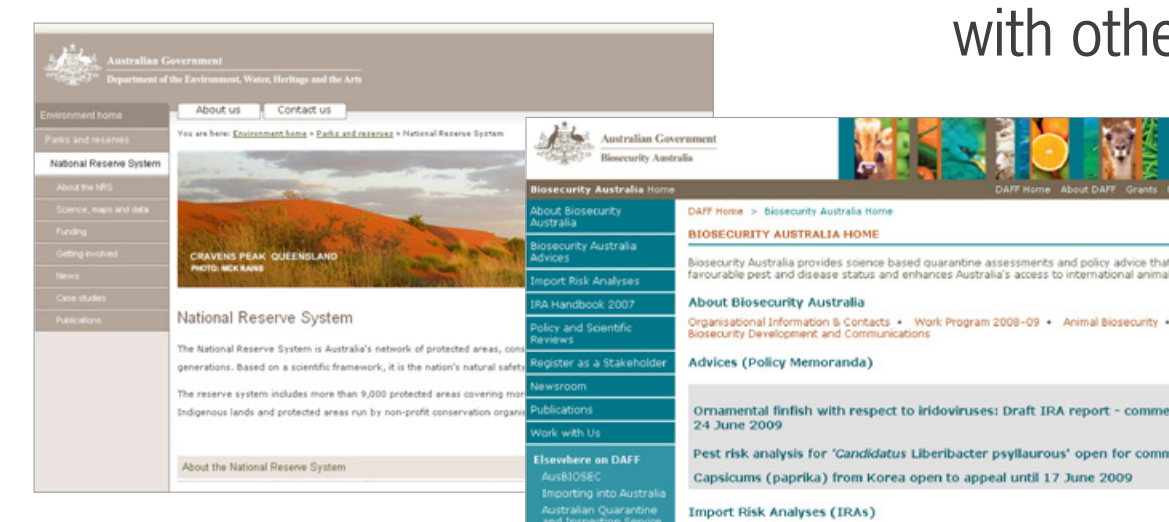 with othe
Australian Government
Department of the Environment, Water, Heritage and the Arts
About us Contact us
Environment home
Parks and reserves
National Reserve System
About the NRS
Science, maps and data
Funding
Getting involved
News
Case studies
Publications
You are here: Environment home » Parks and reserves » National Reserve System
CRAVENS PEAK QUEENSLAND
PHOTO: NICK RAINS
National Reserve System
The National Reserve System is Australia's network of protected areas, cons
generations. Based on a scientific framework, it is the nation's natural safety
The reserve system includes more than 9,000 protected areas covering mor
Indigenous lands and protected areas run by non-profit conservation organis
About the National Reserve System
Australian Government
Biosecurity Australia
Biosecurity Australia Home
DAFF Home About DAFF Grants
About Biosecurity
Australia
Biosecurity Australia
Advices
Import Risk Analyses
IRA Handbook 2007
Policy and Scientific
Reviews
Register as a Stakeholder
Newsroom
Publications
Work with Us
Elsewhere on DAFF
AusBIOSEC
Importing into Australia
Australian Quarantine
and Inspection Service
DAFF Home > Biosecurity Australia Home
BIOSECURITY AUSTRALIA HOME
Biosecurity Australia provides science based quarantine assessments and policy advice that
favourable pest and disease status and enhances Australia's access to international animal
About Biosecurity Australia
Organisational Information & Contacts • Work Program 2008-09 • Animal Biosecurity •
Biosecurity Development and Communications
Advices (Policy Memoranda)
Ornamental finfish with respect to iridoviruses: Draft IRA report - comme
24 June 2009
Pest risk analysis for 'Candidatus Liberibacter psyllaurous' open for comm
Capsicums (paprika) from Korea open to appeal until 17 June 2009
Import Risk Analyses (IRAs)